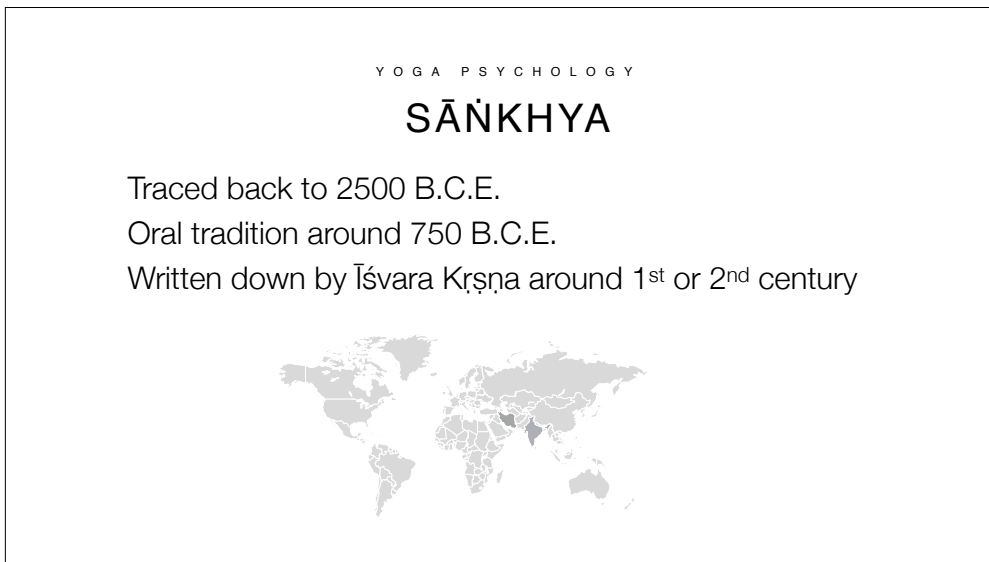 YOGA PSYCHOLOGY
SĀṄKHYA
Traced back to 2500 B.C.E.
Oral tradition around 750 B.C.E.
Written down by Īśvara Kṛṣṇa around 1st or 2nd century